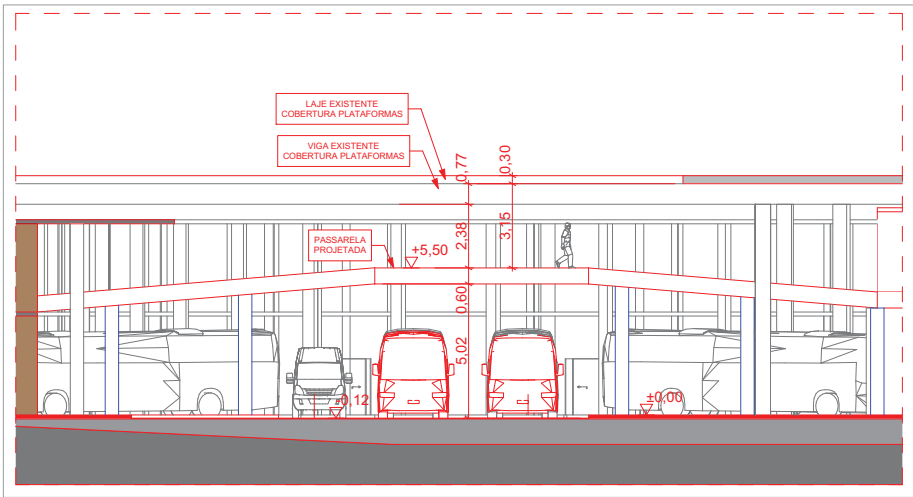 LAJE EXISTENTE
COBERTURA PLATAFORMAS
VIGA EXISTENTE
COBERTURA PLATAFORMAS
0,77
0,30
2,38
3,15
PASSARELA
PROJETADA
+5,50
0,60
5,02
-0,12
±0,00